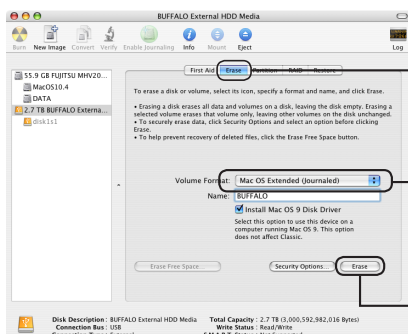 BUFFALO External HDD Media
Burn New Image Convert Verify Enable Journaling Info Mount Eject Log
55.9 GB FUJITSU MHV20...
MacOS10.4
DATA
2.7 TB BUFFALO Externa...
disk1s1
First Aid Erase Partition RAID Restore
To erase a disk or volume, select its icon, specify a format and name, and click Erase.
• Erasing a disk erases all data and volumes on a disk, leaving the disk empty. Erasing a
selected volume erases that volume only, leaving other volumes on the disk unchanged.
• To securely erase data, click Security Options and select an option before clicking
Erase.
• To help prevent recovery of deleted files, click the Erase Free Space button.
Volume Format: Mac OS Extended (Journaled)
Name: BUFFALO
Install Mac OS 9 Disk Driver
Select this option to use this device on a
computer running Mac OS 9. This option
does not affect Classic.
Erase Free Space... Security Options... Erase
Disk Description : BUFFALO External HDD Media Total Capacity : 2.7 TB (3,000,592,982,016 Bytes)
Connection Bus : USB Write Status : Read/Write